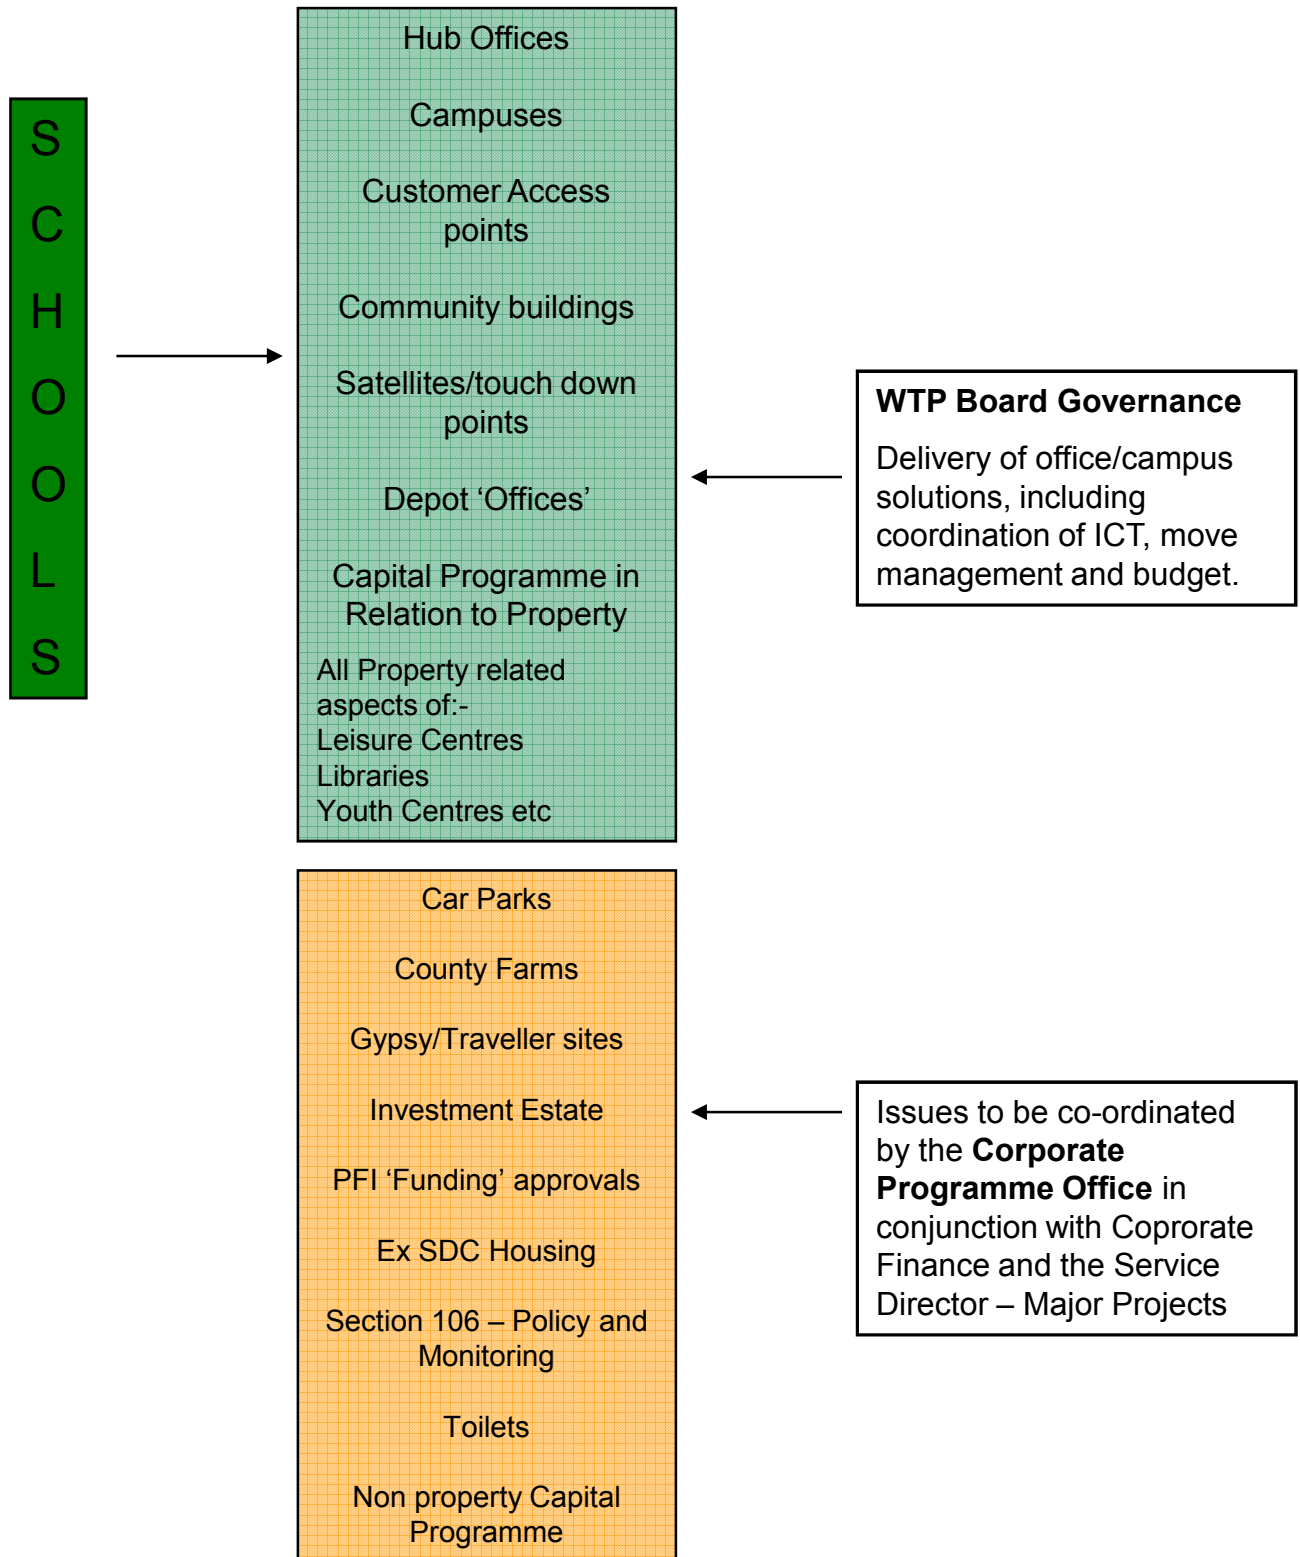 S
C
H
O
O
L
S
Hub Offices
Campuses
Customer Access
points
Community buildings
Satellites/touch down
points
Depot ‘Offices’
Capital Programme in
Relation to Property
All Property related
aspects of:-
Leisure Centres
Libraries
Youth Centres etc
WTP Board Governance
Delivery of office/campus
solutions, including
coordination of ICT, move
management and budget.
Car Parks
County Farms
Gypsy/Traveller sites
Investment Estate
PFI ‘Funding’ approvals
Ex SDC Housing
Section 106 – Policy and
Monitoring
Toilets
Non property Capital
Programme
Issues to be co-ordinated
by the Corporate
Programme Office in
conjunction with Coprorate
Finance and the Service
Director – Major Projects